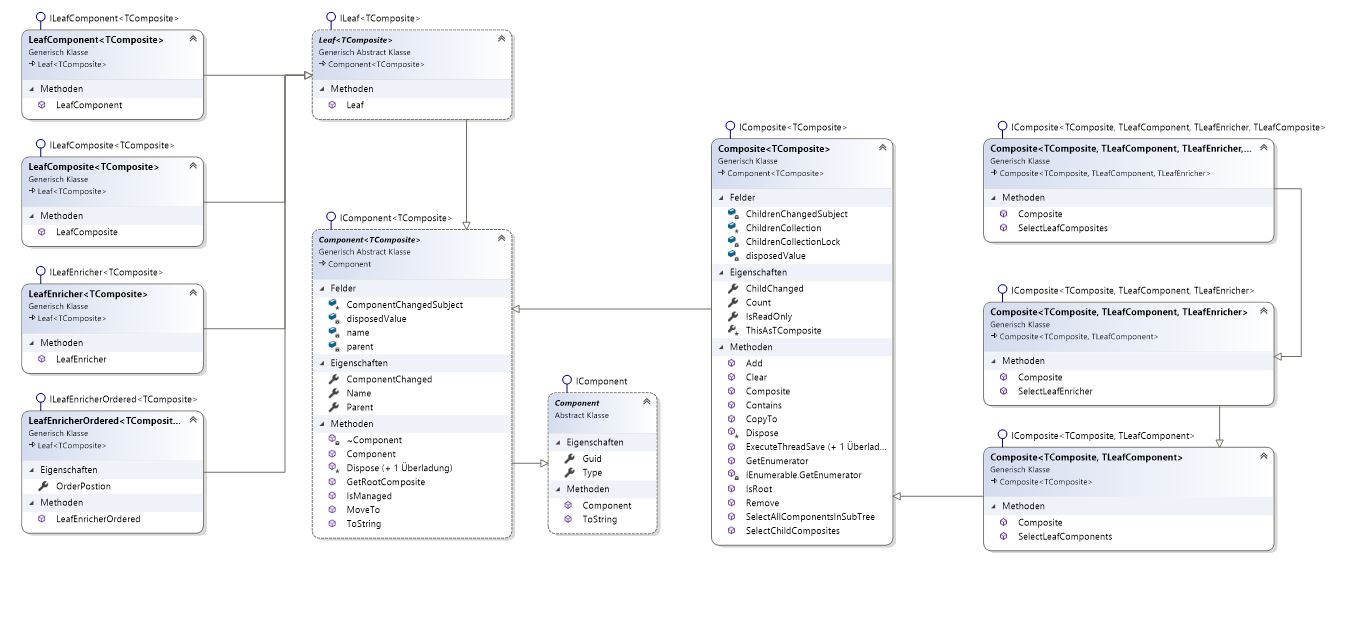 ILeafComponent<TComposite>
LeafComponent<TComposite>
Generisch Klasse
Leaf<TComposite>
Methoden
LeafComponent
ILeafComposite<TComposite>
LeafComposite<TComposite>
Generisch Klasse
Leaf<TComposite>
Methoden
LeafComposite
ILeafEnricher<TComposite>
LeafEnricher<TComposite>
Generisch Klasse
Leaf<TComposite>
Methoden
LeafEnricher
ILeafEnricherOrdered<TComposite>
LeafEnricherOrdered<TComposit...
Generisch Klasse
Leaf<TComposite>
Eigenschaften
OrderPostion
Methoden
LeafEnricherOrdered
ILeaf<TComposite>
Leaf<TComposite>
Generisch Abstract Klasse
Component<TComposite>
Methoden
Leaf
IComponent<TComposite>
Component<TComposite>
Generisch Abstract Klasse
Component
Felder
ComponentChangedSubject
disposedValue
name
parent
Eigenschaften
ComponentChanged
Name
Parent
Methoden
~Component
Component
Dispose (+ 1 Überladung)
GetRootComposite
IsManaged
MoveTo
ToString
IComponent
Component
Abstract Klasse
Eigenschaften
Guid
Type
Methoden
Component
ToString
IComposite<TComposite>
Composite<TComposite>
Generisch Klasse
Component<TComposite>
Felder
ChildrenChangedSubject
ChildrenCollection
ChildrenCollectionLock
disposedValue
Eigenschaften
ChildChanged
Count
IsReadOnly
ThisAsTComposite
Methoden
Add
Clear
Composite
Contains
CopyTo
Dispose
ExecuteThreadSave (+ 1 Überlad...
GetEnumerator
IEnumerable.GetEnumerator
IsRoot
Remove
SelectAllComponentsInSubTree
SelectChildComposites
IComposite<TComposite, TLeafComponent, TLeafEnricher, TLeafComposite>
Composite<TComposite, TLeafComponent, TLeafEnricher,...
Generisch Klasse
Composite<TComposite, TLeafComponent, TLeafEnricher>
Methoden
Composite
SelectLeafComposites
IComposite<TComposite, TLeafComponent, TLeafEnricher>
Composite<TComposite, TLeafComponent, TLeafEnricher>
Generisch Klasse
Composite<TComposite, TLeafComponent>
Methoden
Composite
SelectLeafEnricher
IComposite<TComposite, TLeafComponent>
Composite<TComposite, TLeafComponent>
Generisch Klasse
Composite<TComposite>
Methoden
Composite
SelectLeafComponents